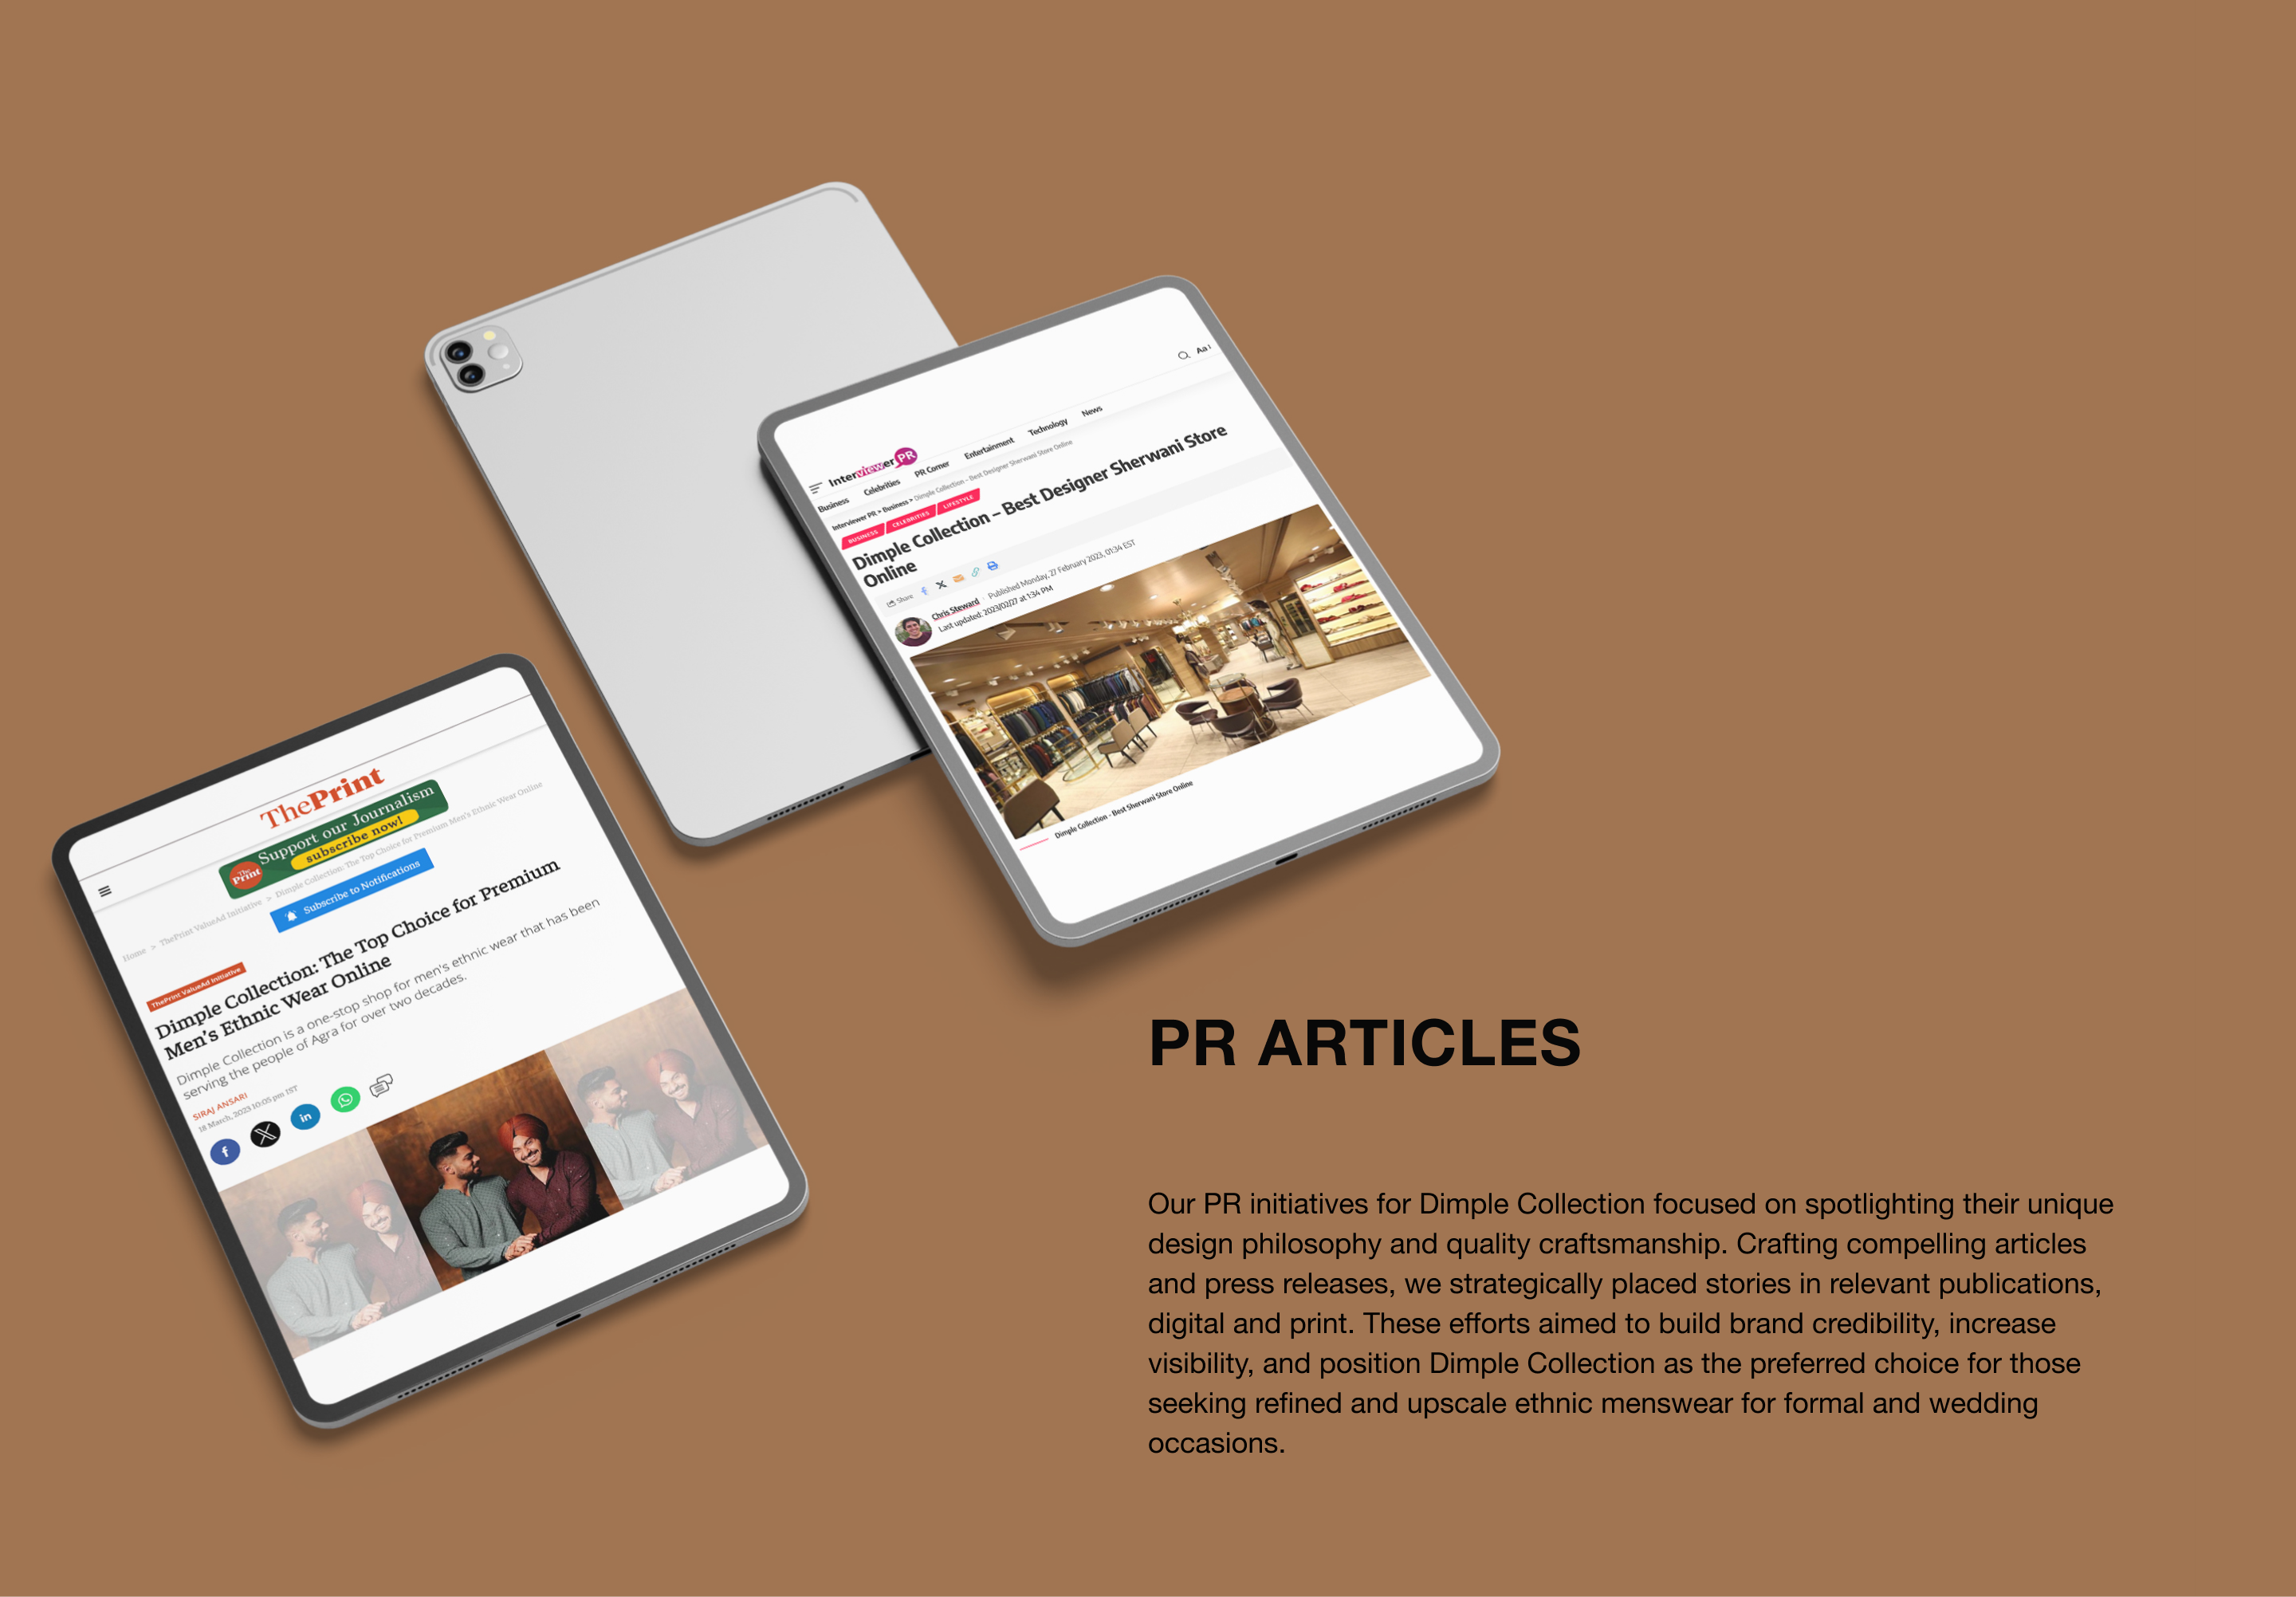 Aa↕
InterviewerPR
Business Celebrities PR Corner Entertainment Technology News
Interviewer PR > Business > Dimple Collection – Best Designer Sherwani Store Online
BUSINESS CELEBRITIES LIFESTYLE
Dimple Collection – Best Designer Sherwani Store
Online
Share
Chris Steward · Published Monday, 27 February 2023, 01:34 EST
Last updated: 2023/02/27 at 1:34 PM
Dimple Collection - Best Sherwani Store Online
ThePrint
The Print
Support our Journalism
subscribe now!
Home > ThePrint ValueAd Initiative > Dimple Collection: The Top Choice for Premium Men's Ethnic Wear Online
Subscribe to Notifications
ThePrint ValueAd Initiative
Dimple Collection: The Top Choice for Premium
Men's Ethnic Wear Online
Dimple Collection is a one-stop shop for men's ethnic wear that has been
serving the people of Agra for over two decades.
SIRAJ ANSARI
18 March, 2023 10:05 pm IST
PR ARTICLES
Our PR initiatives for Dimple Collection focused on spotlighting their unique
design philosophy and quality craftsmanship. Crafting compelling articles
and press releases, we strategically placed stories in relevant publications,
digital and print. These efforts aimed to build brand credibility, increase
visibility, and position Dimple Collection as the preferred choice for those
seeking refined and upscale ethnic menswear for formal and wedding
occasions.